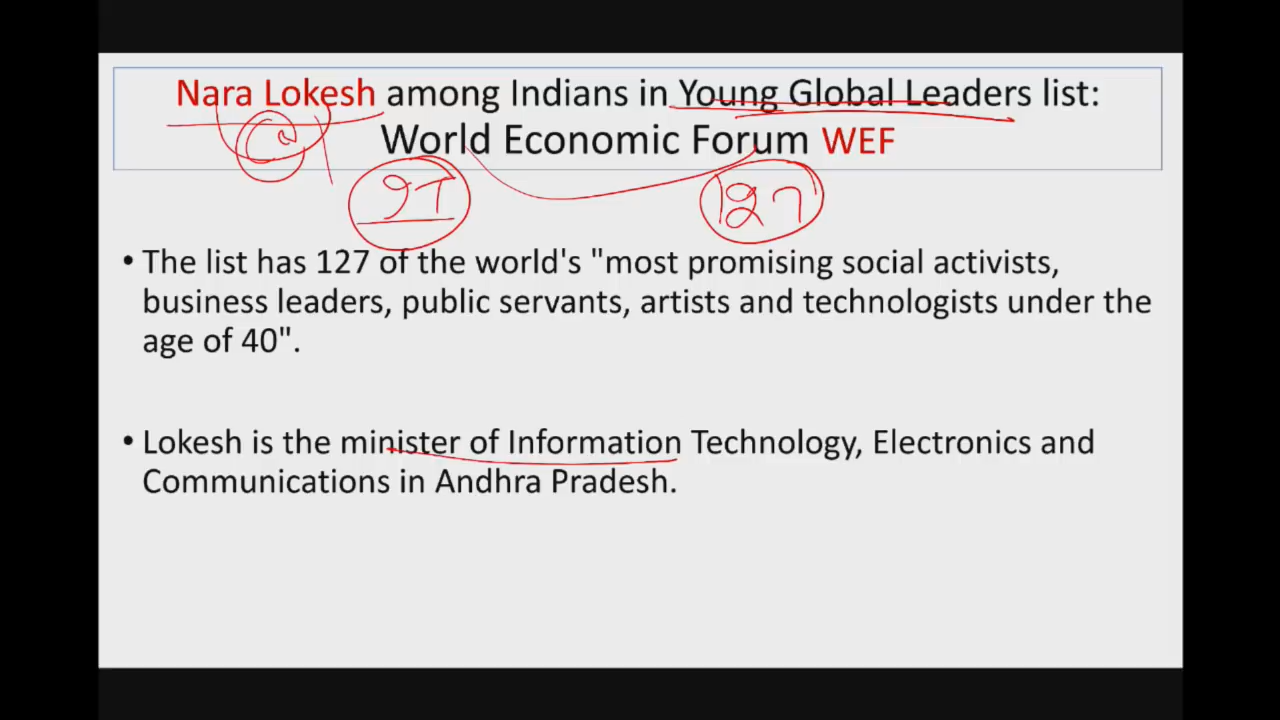 Nara Lokesh among Indians in Young Global Leaders list:
World Economic Forum WEF
127
• The list has 127 of the world's "most promising social activists,
business leaders, public servants, artists and technologists under the
age of 40".
• Lokesh is the minister of Information Technology, Electronics and
Communications in Andhra Pradesh.